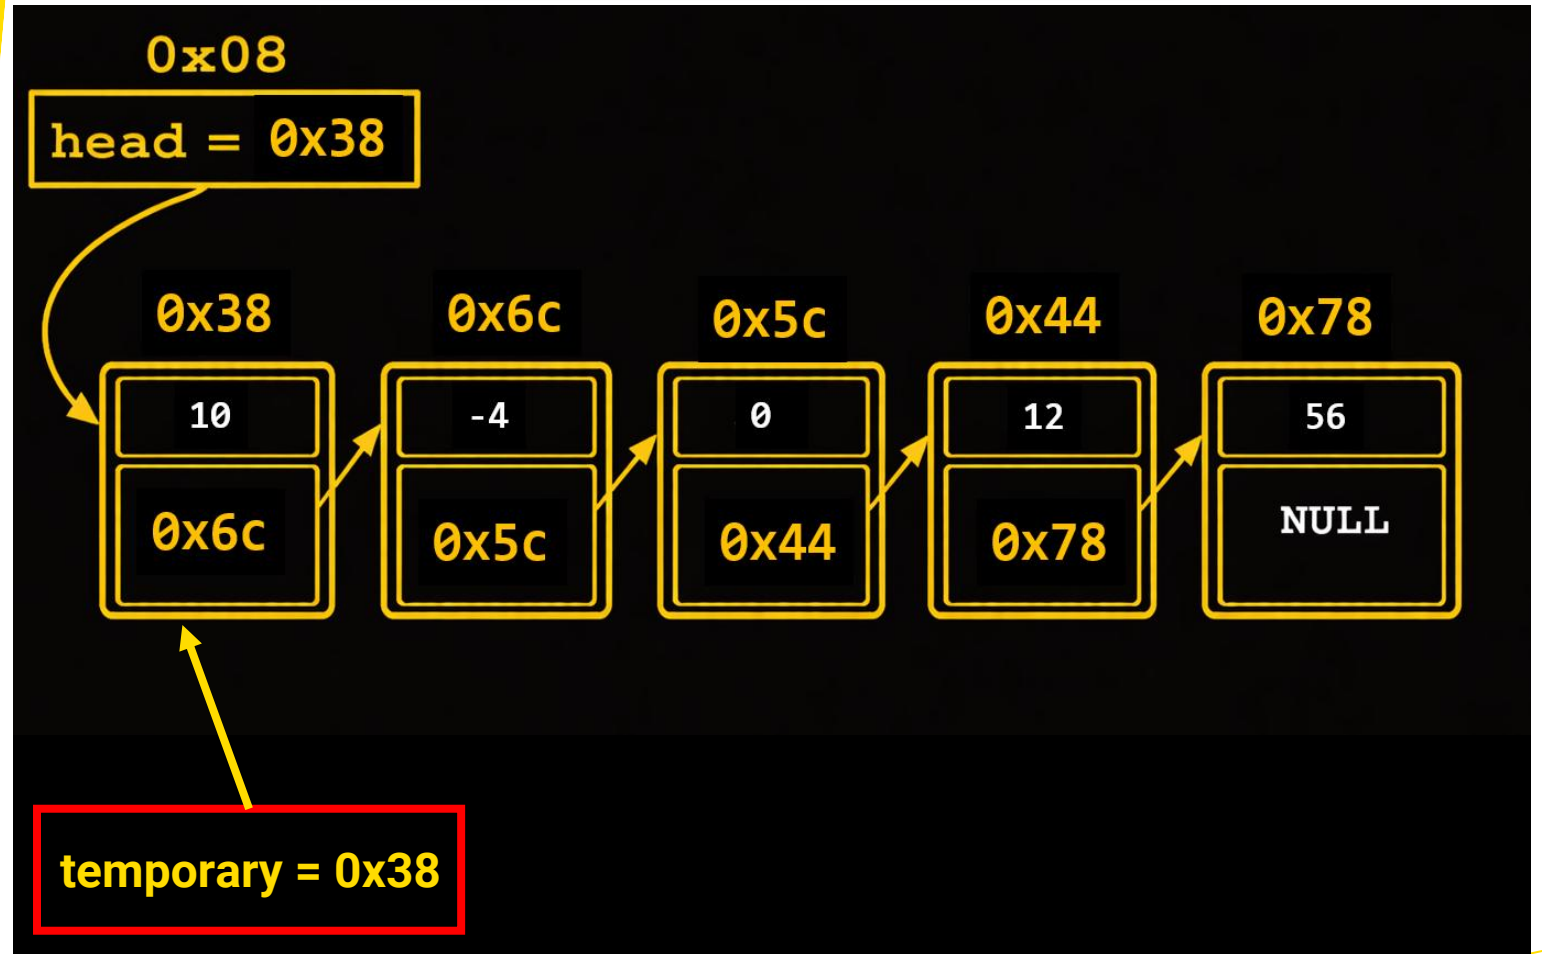 0x08
head = 0x38
0x38 0x6c 0x5c 0x44 0x78
10 -4 0 12 56
0x6c 0x5c 0x44 0x78 NULL
temporary = 0x38